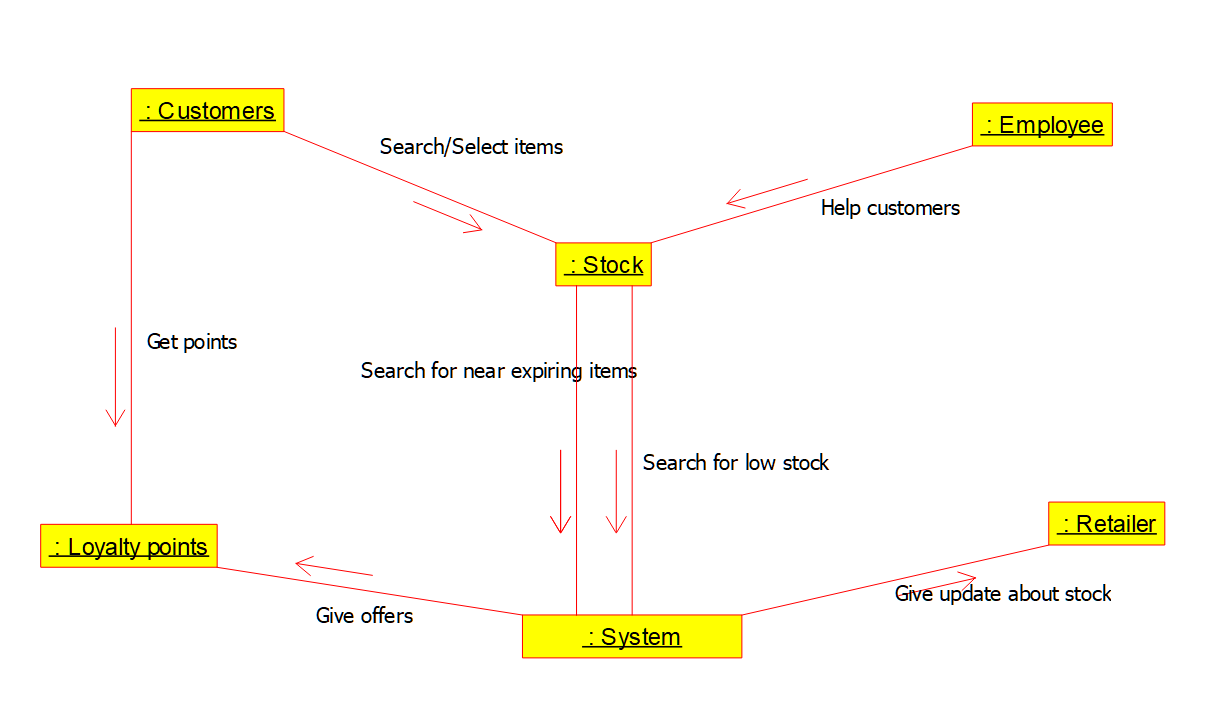 : Customers
: Employee
Search/Select items
Help customers
: Stock
Get points
Search for near expiring items
Search for low stock
: Retailer
: Loyalty points
Give update about stock
Give offers
: System